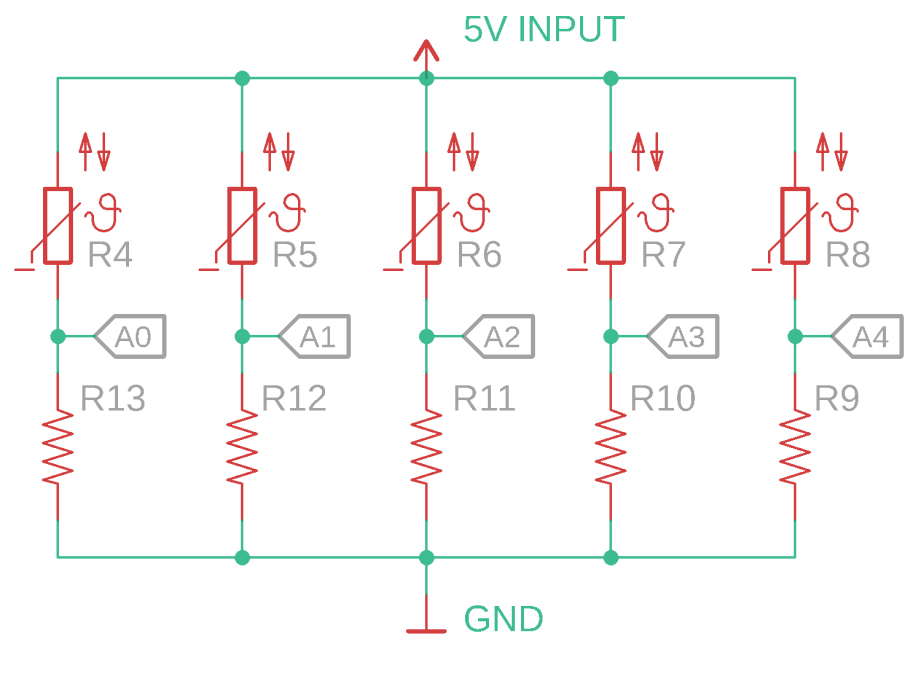 5V INPUT
R4 R5 R6 R7 R8
A0 A1 A2 A3 A4
R13 R12 R11 R10 R9
GND